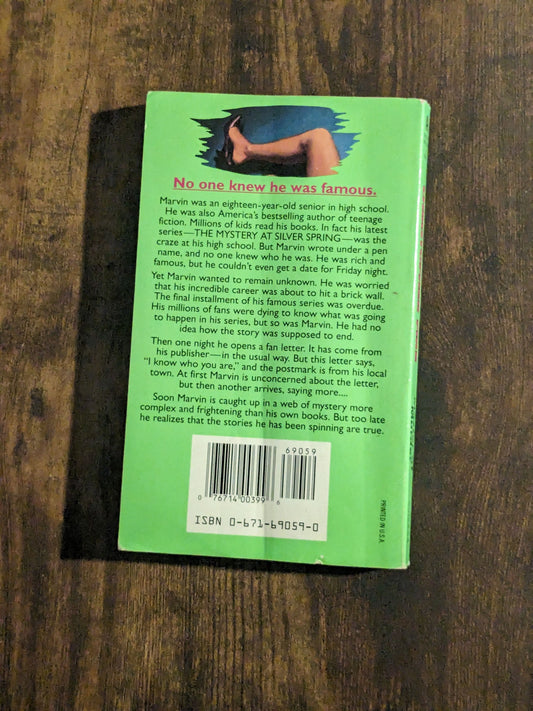 No one knew he was famous.
Marvin was an eighteen-year-old senior in high school.
He was also America's bestselling author of teenage
fiction. Millions of kids read his books. In fact his latest
series—THE MYSTERY AT SILVER SPRING—was the
craze at his high school. But Marvin wrote under a pen
name, and no one knew who he was. He was rich and
famous, but he couldn't even get a date for Friday night.
Yet Marvin wanted to remain unknown. He was worried
that his incredible career was about to hit a brick wall.
The final installment of his famous series was overdue.
His millions of fans were dying to know what was going
to happen in his series, but so was Marvin. He had no
idea how the story was supposed to end.
Then one night he opens a fan letter. It has come from
his publisher—in the usual way. But this letter says,
"I know who you are," and the postmark is from his local
town. At first Marvin is unconcerned about the letter,
but then another arrives, saying more....
Soon Marvin is caught up in a web of mystery more
complex and frightening than his own books. But too late
he realizes that the stories he has been spinning are true.
69059
0 76714 00399 6
ISBN 0-671-69059-0
PRINTED IN U.S.A.